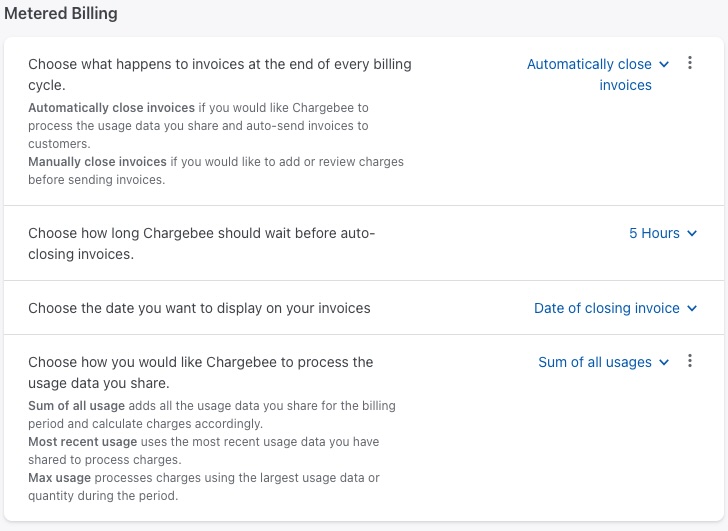 Metered Billing
Choose what happens to invoices at the end of every billing
cycle.
Automatically close invoices if you would like Chargebee to
process the usage data you share and auto-send invoices to
customers.
Manually close invoices if you would like to add or review charges
before sending invoices.
Automatically close
invoices
Choose how long Chargebee should wait before auto-
closing invoices.
5 Hours
Choose the date you want to display on your invoices
Date of closing invoice
Choose how you would like Chargebee to process the
usage data you share.
Sum of all usage adds all the usage data you share for the billing
period and calculate charges accordingly.
Most recent usage uses the most recent usage data you have
shared to process charges.
Max usage processes charges using the largest usage data or
quantity during the period.
Sum of all usages